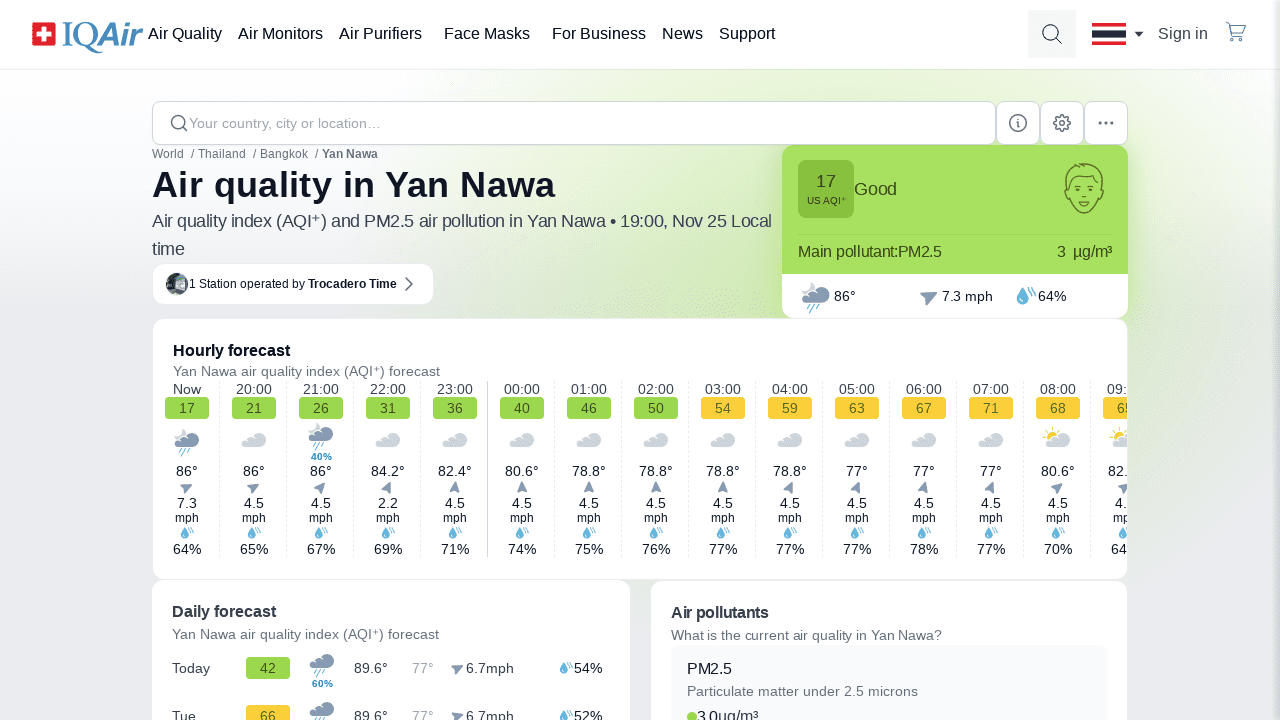 IQAir
Air Quality Air Monitors Air Purifiers Face Masks For Business News Support Sign in
Your country, city or location…
World / Thailand / Bangkok / Yan Nawa
Air quality in Yan Nawa
Air quality index (AQI⁺) and PM2.5 air pollution in Yan Nawa • 19:00, Nov 25 Local
time
1 Station operated by Trocadero Time
17
US AQI⁺
Good
Main pollutant:PM2.5 3 µg/m³
86° 7.3 mph 64%
Hourly forecast
Yan Nawa air quality index (AQI⁺) forecast
Now 20:00 21:00 22:00 23:00 00:00 01:00 02:00 03:00 04:00 05:00 06:00 07:00 08:00
17 21 26 31 36 40 46 50 54 59 63 67 71 68
40%
86° 86° 86° 84.2° 82.4° 80.6° 78.8° 78.8° 78.8° 78.8° 77° 77° 77° 80.6°
7.3 4.5 4.5 2.2 4.5 4.5 4.5 4.5 4.5 4.5 4.5 4.5 4.5 4.5
mph mph mph mph mph mph mph mph mph mph mph mph mph mph
64% 65% 67% 69% 71% 74% 75% 76% 77% 77% 77% 78% 77% 70%
Daily forecast
Yan Nawa air quality index (AQI⁺) forecast
Today 42 89.6° 77° 6.7mph 54%
60%
Tue 66 89.6° 77° 6.7mph 52%
Air pollutants
What is the current air quality in Yan Nawa?
PM2.5
Particulate matter under 2.5 microns
3.0µg/m³